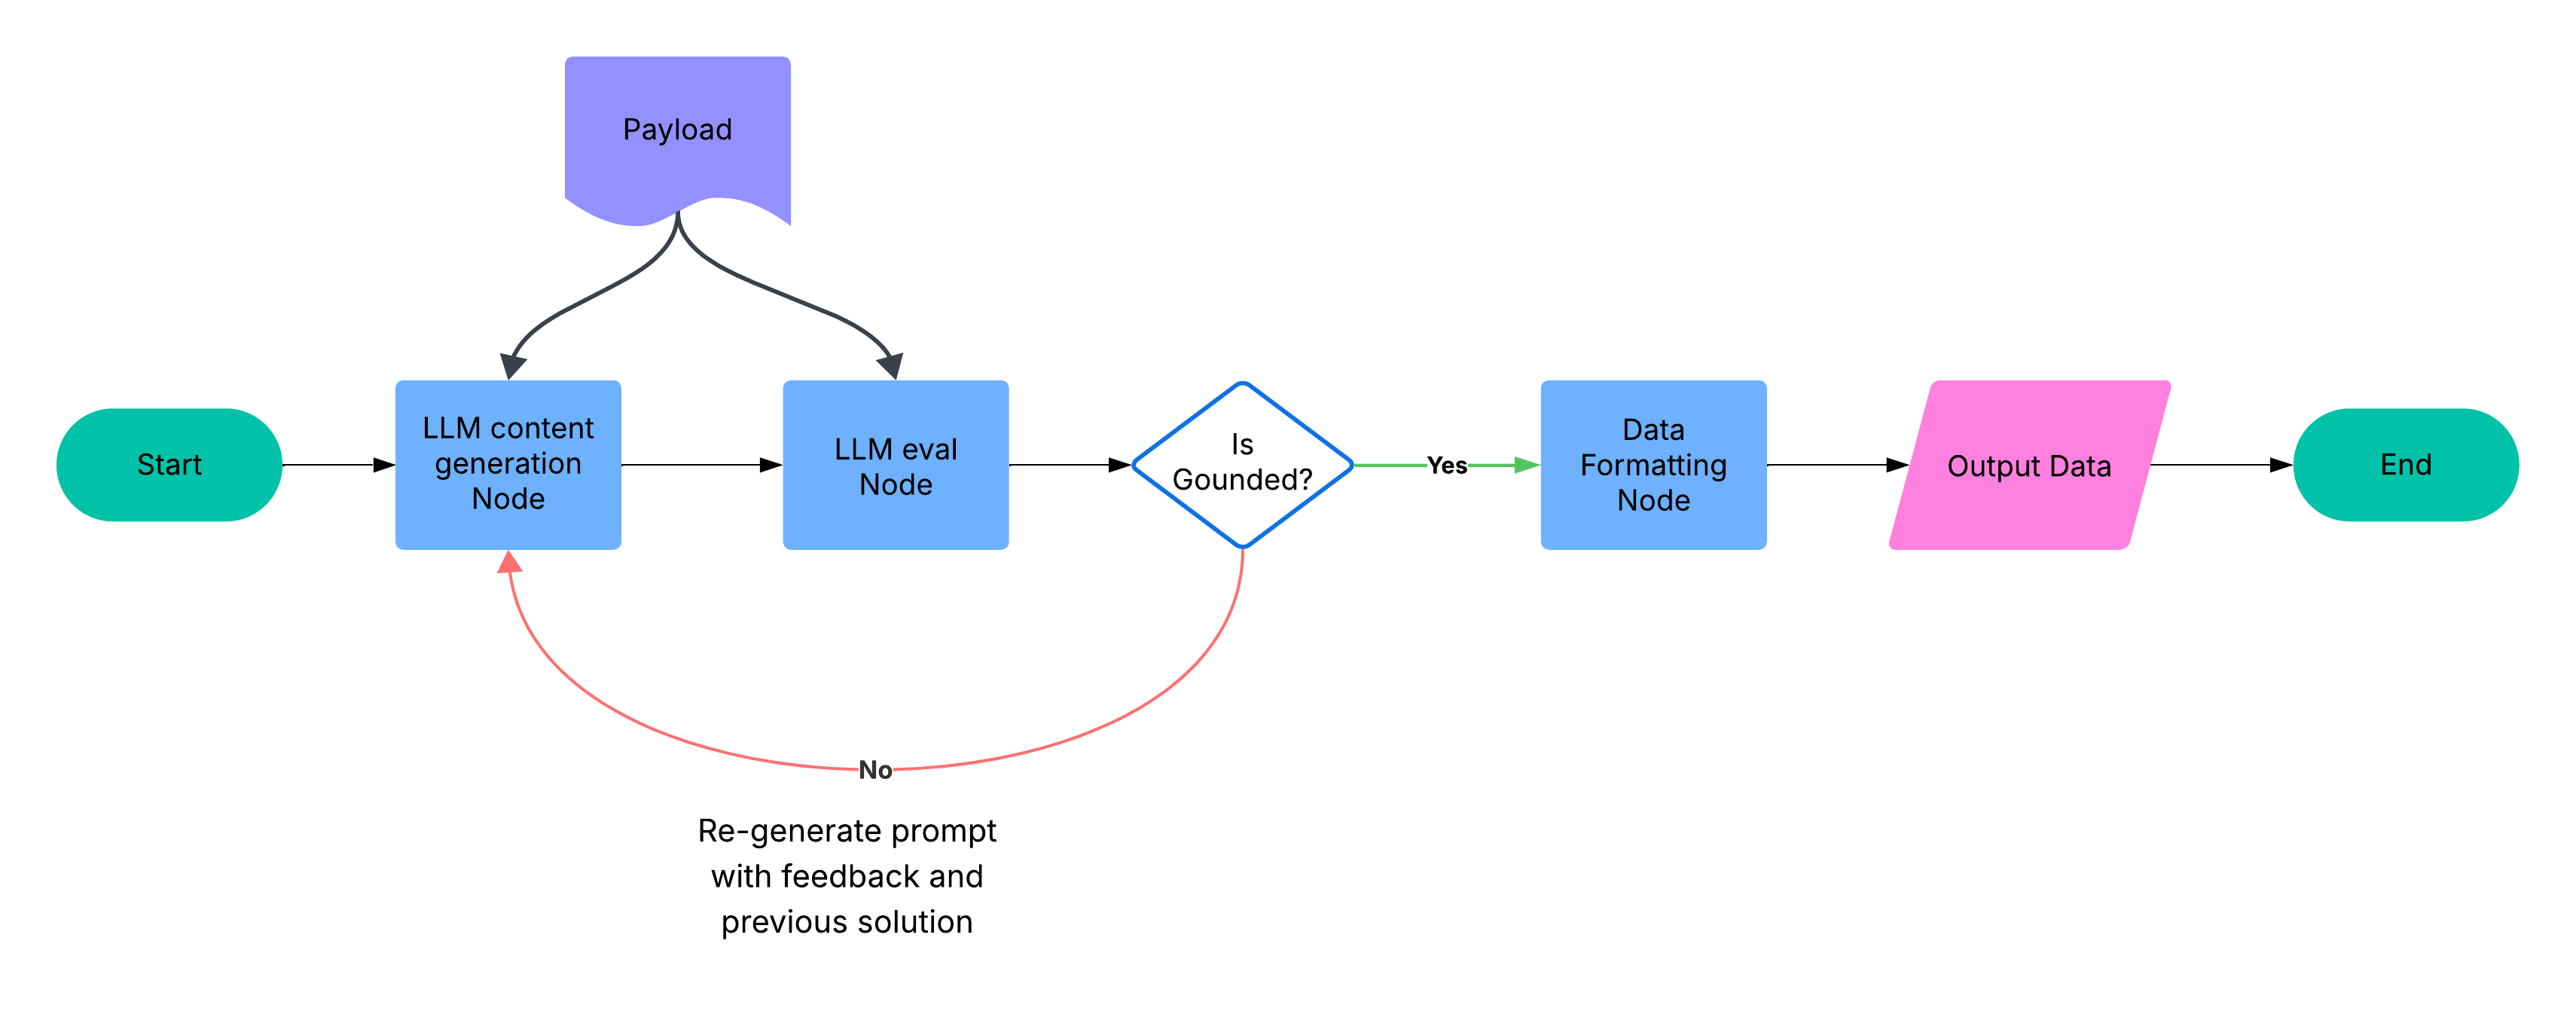 Payload
Start
LLM content
generation
Node
LLM eval
Node
Is
Gounded?
Yes
Data
Formatting
Node
Output Data
End
No
Re-generate prompt
with feedback and
previous solution